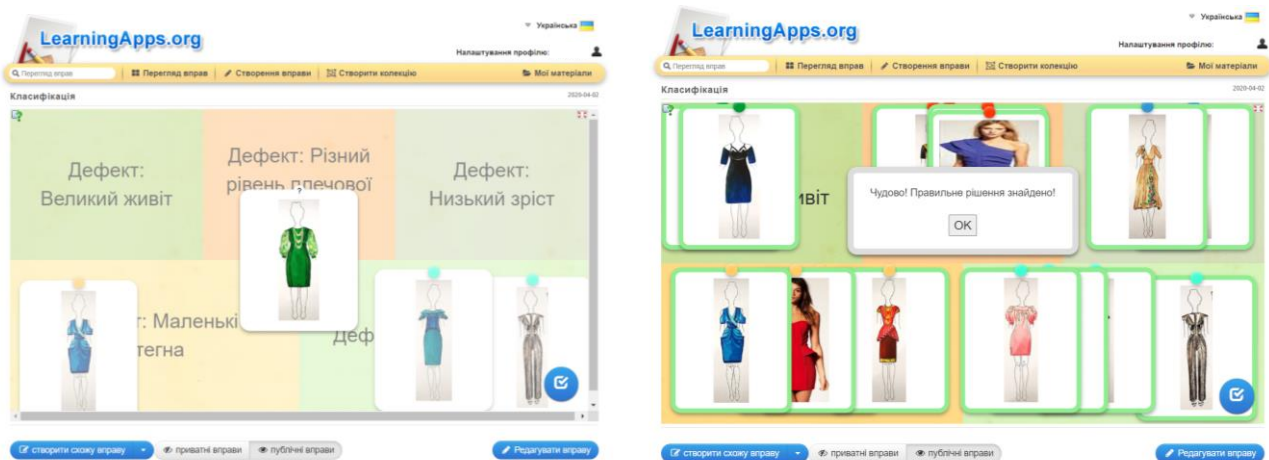 LearningApps.org
Українська
Налаштування профілю:
Перегляд вправ
Перегляд вправ
Створення вправи
Створити колекцію
Мої матеріали
Класифікація
2020-04-02
Дефект:
Великий живіт
Дефект: Різний
рівень плечової
?
Дефект:
Низький зріст
т: Маленькі
тегна
Деф
створити схожу вправу
приватні вправи
публічні вправи
Редагувати вправу
LearningApps.org
Українська
Налаштування профілю:
Перегляд вправ
Перегляд вправ
Створення вправи
Створити колекцію
Мої матеріали
Класифікація
2020-04-02
ивіт
Чудово! Правильне рішення знайдено!
OK
створити схожу вправу
приватні вправи
публічні вправи
Редагувати вправу